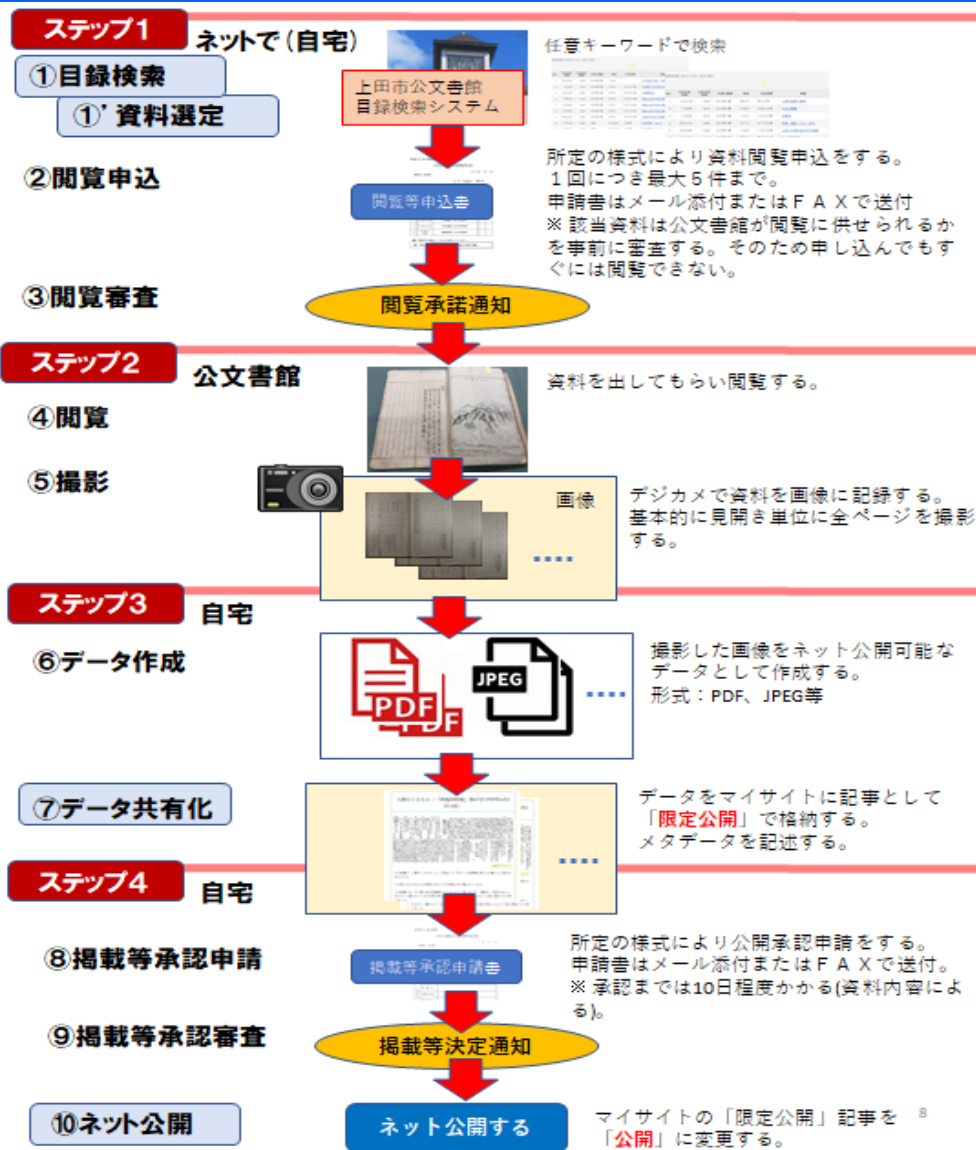 ステップ1
ネットで(自宅)
①目録検索
①’資料選定
上田市公文書館
目録検索システム
任意キーワードで検索
②閲覧申込
閲覧等申込書
所定の様式により資料閲覧申込をする。
１回につき最大５件まで。
申請書はメール添付またはＦＡＸで送付
※該当資料は公文書館が閲覧に供せられるか
を事前に審査する。そのため申し込んでもす
ぐには閲覧できない。
③閲覧審査
閲覧承諾通知
ステップ2
公文書館
④閲覧
資料を出してもらい閲覧する。
⑤撮影
画像
デジカメで資料を画像に記録する。
基本的に見開き単位に全ページを撮影
する。
ステップ3
自宅
⑥データ作成
PDF
PDF
JPEG
撮影した画像をネット公開可能な
データとして作成する。
形式：PDF、JPEG等
⑦データ共有化
データをマイサイトに記事として
「限定公開」で格納する。
メタデータを記述する。
ステップ4
自宅
⑧掲載等承認申請
掲載等承認申請書
所定の様式により公開承認申請をする。
申請書はメール添付またはＦＡＸで送付。
※承認までは10日程度かかる(資料内容によ
る)。
⑨掲載等承認審査
掲載等決定通知
⑩ネット公開
ネット公開する
マイサイトの「限定公開」記事を
「公開」に変更する。
8